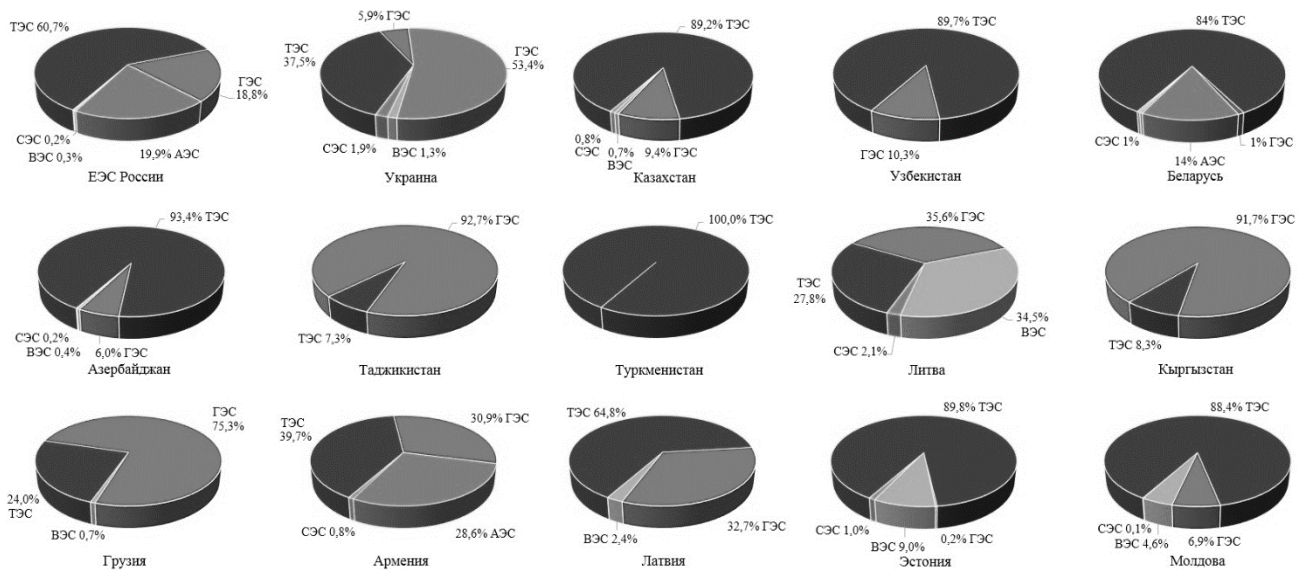 ТЭС 60,7%
ГЭС
18,8%
19,9% АЭС
СЭС 0,2%
ВЭС 0,3%
ЕЭС России
5,9% ГЭС
ТЭС
37,5%
ГЭС
53,4%
СЭС 1,9%
ВЭС 1,3%
Украина
89,2% ТЭС
0,8%
СЭС
0,7%
ВЭС
9,4% ГЭС
Казахстан
89,7% ТЭС
ГЭС 10,3%
Узбекистан
84% ТЭС
СЭС 1%
14% АЭС
1% ГЭС
Беларусь
93,4% ТЭС
СЭС 0,2%
ВЭС 0,4%
6,0% ГЭС
Азербайджан
92,7% ГЭС
ТЭС 7,3%
Таджикистан
100,0% ТЭС
Туркменистан
35,6% ГЭС
ТЭС
27,8%
СЭС 2,1%
34,5%
ВЭС
Литва
91,7% ГЭС
ТЭС 8,3%
Кыргызстан
ГЭС
75,3%
24,0%
ТЭС
ВЭС 0,7%
Грузия
30,9% ГЭС
ТЭС
39,7%
СЭС 0,8%
28,6% АЭС
Армения
ТЭС 64,8%
ВЭС 2,4%
32,7% ГЭС
Латвия
89,8% ТЭС
СЭС 1,0%
ВЭС 9,0%
0,2% ГЭС
Эстония
88,4% ТЭС
СЭС 0,1%
ВЭС 4,6%
6,9% ГЭС
Молдова